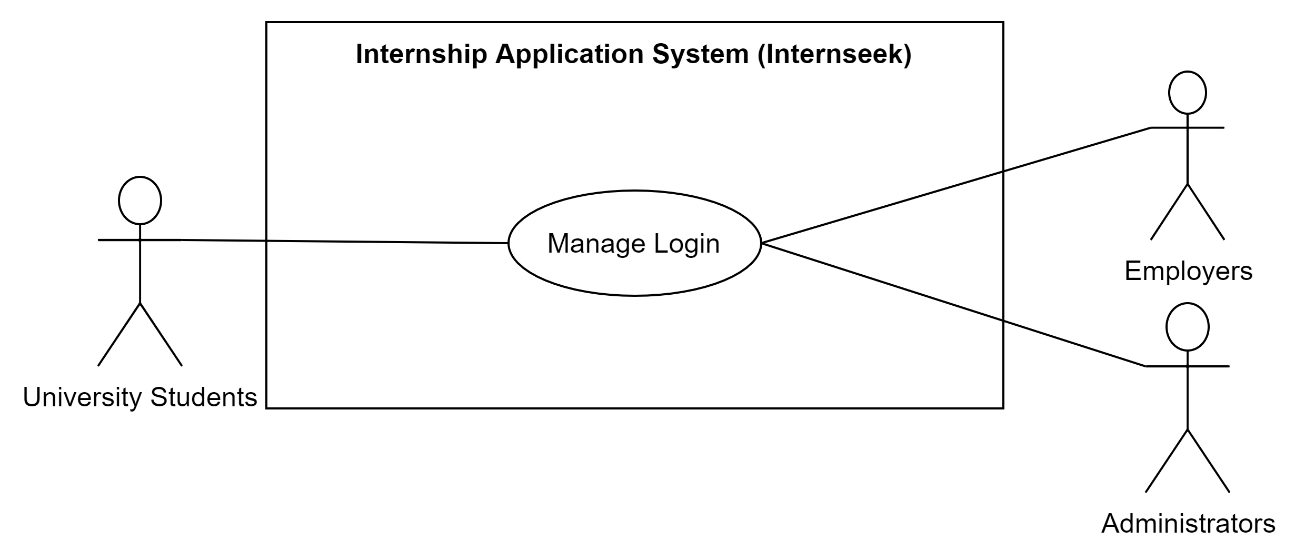 Internship Application System (Internseek)
Manage Login
University Students
Employers
Administrators